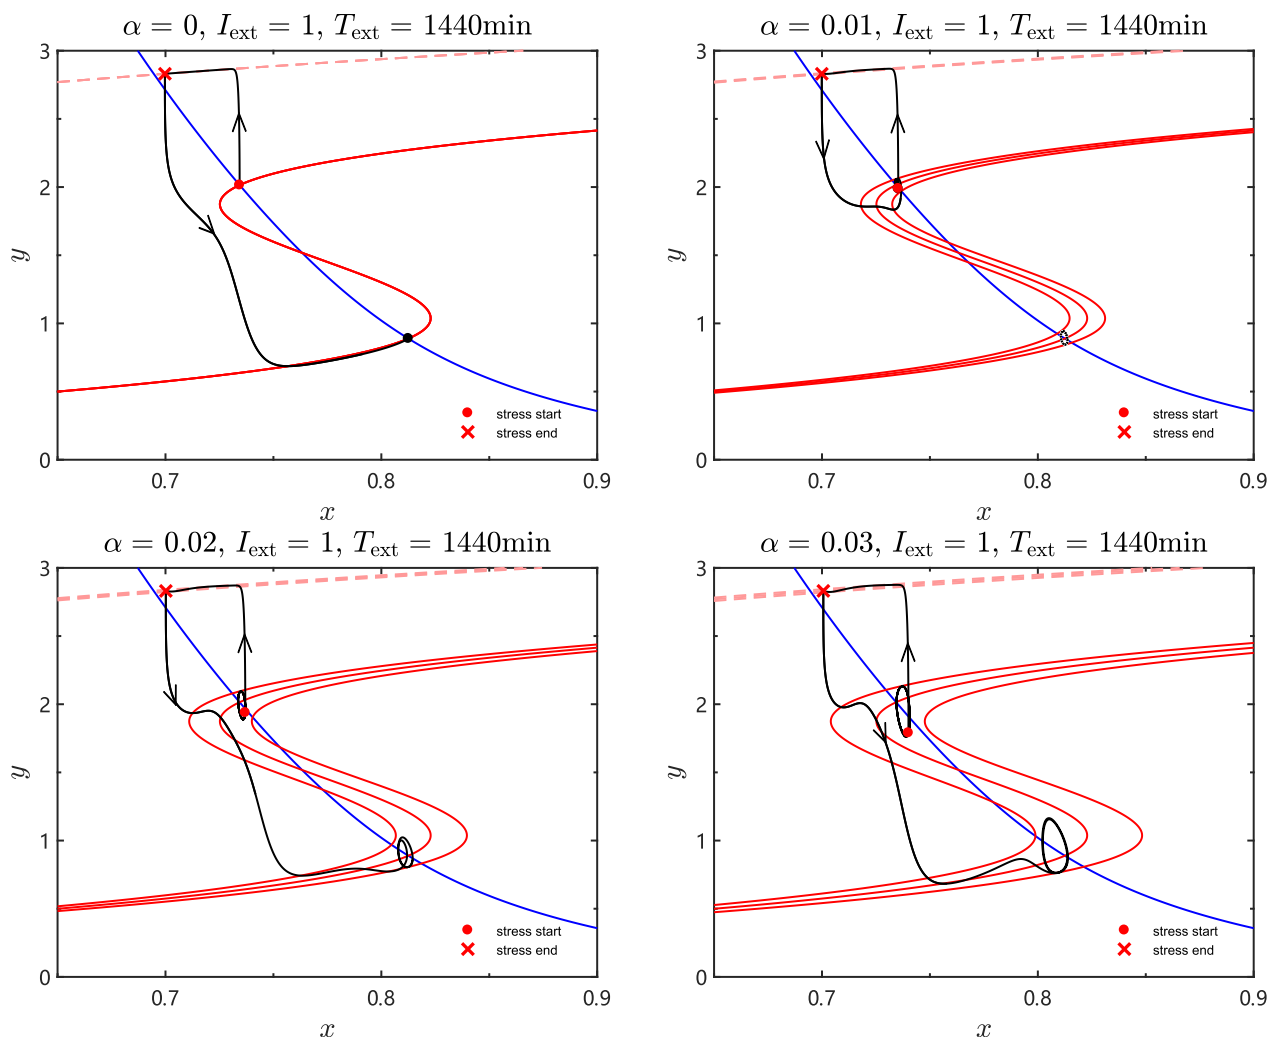 α = 0, I_ext = 1, T_ext = 1440min
3
2
1
0
y
0.7 0.8 0.9
x
stress start
stress end
α = 0.01, I_ext = 1, T_ext = 1440min
3
2
1
0
y
0.7 0.8 0.9
x
stress start
stress end
α = 0.02, I_ext = 1, T_ext = 1440min
3
2
1
0
y
0.7 0.8 0.9
x
stress start
stress end
α = 0.03, I_ext = 1, T_ext = 1440min
3
2
1
0
y
0.7 0.8 0.9
x
stress start
stress end